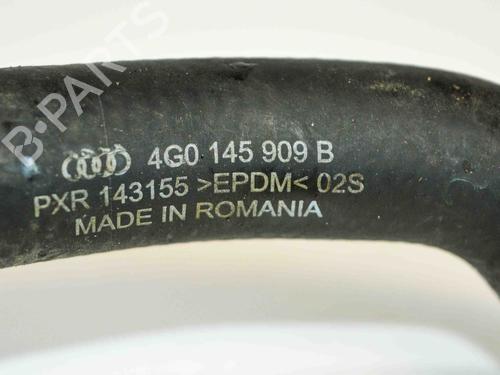 B-PARTS
4G0 145 909 B
PXR 143155 >EPDM< 02S
MADE IN ROMANIA